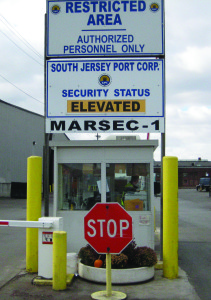 RESTRICTED
AREA
AUTHORIZED
PERSONNEL ONLY
SOUTH JERSEY PORT CORP.
SECURITY STATUS
ELEVATED
MARSEC-1
STOP